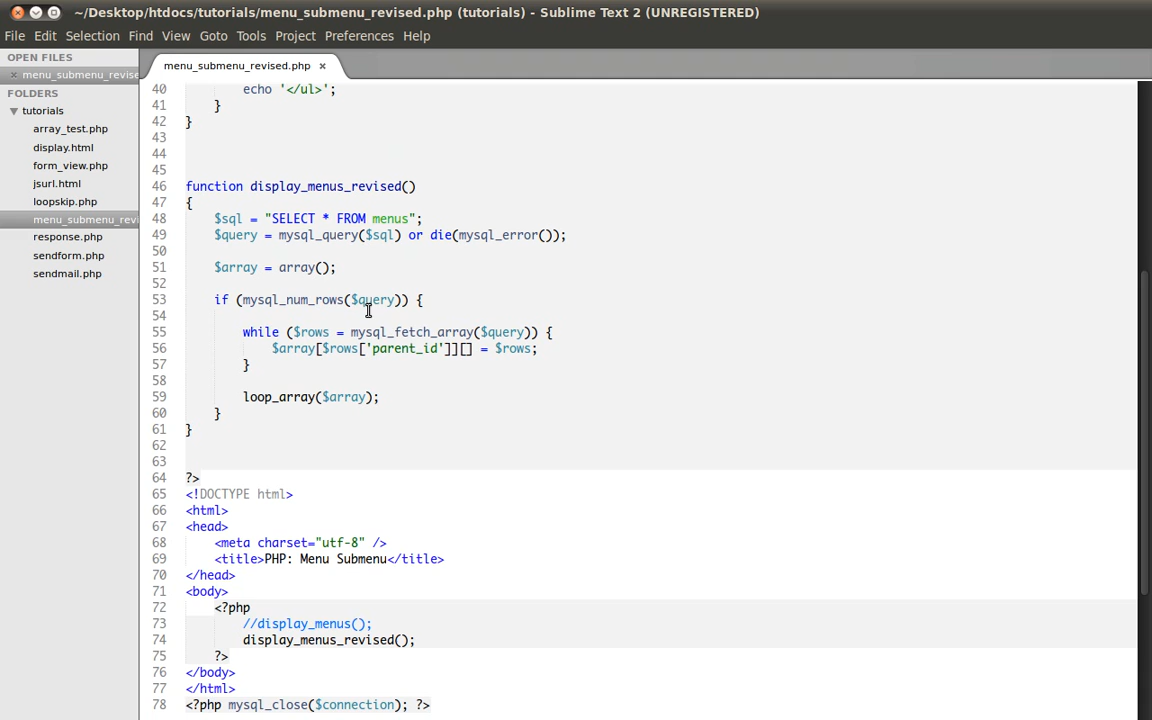 ~/Desktop/htdocs/tutorials/menu_submenu_revised.php (tutorials) - Sublime Text 2 (UNREGISTERED)
File Edit Selection Find View Goto Tools Project Preferences Help
OPEN FILES
× menu_submenu_revise
FOLDERS
tutorials
array_test.php
display.html
form_view.php
jsurl.html
loopskip.php
menu_submenu_revi
response.php
sendform.php
sendmail.php
menu_submenu_revised.php ×
40 echo '</ul>';
41 }
42 }
43
44
45
46 function display_menus_revised()
47 {
48 $sql = "SELECT * FROM menus";
49 $query = mysql_query($sql) or die(mysql_error());
50
51 $array = array();
52
53 if (mysql_num_rows($query)) {
54
55 while ($rows = mysql_fetch_array($query)) {
56 $array[$rows['parent_id']][] = $rows;
57 }
58
59 loop_array($array);
60 }
61 }
62
63
64 ?>
65 <!DOCTYPE html>
66 <html>
67 <head>
68 <meta charset="utf-8" />
69 <title>PHP: Menu Submenu</title>
70 </head>
71 <body>
72 <?php
73 //display_menus();
74 display_menus_revised();
75 ?>
76 </body>
77 </html>
78 <?php mysql_close($connection); ?>